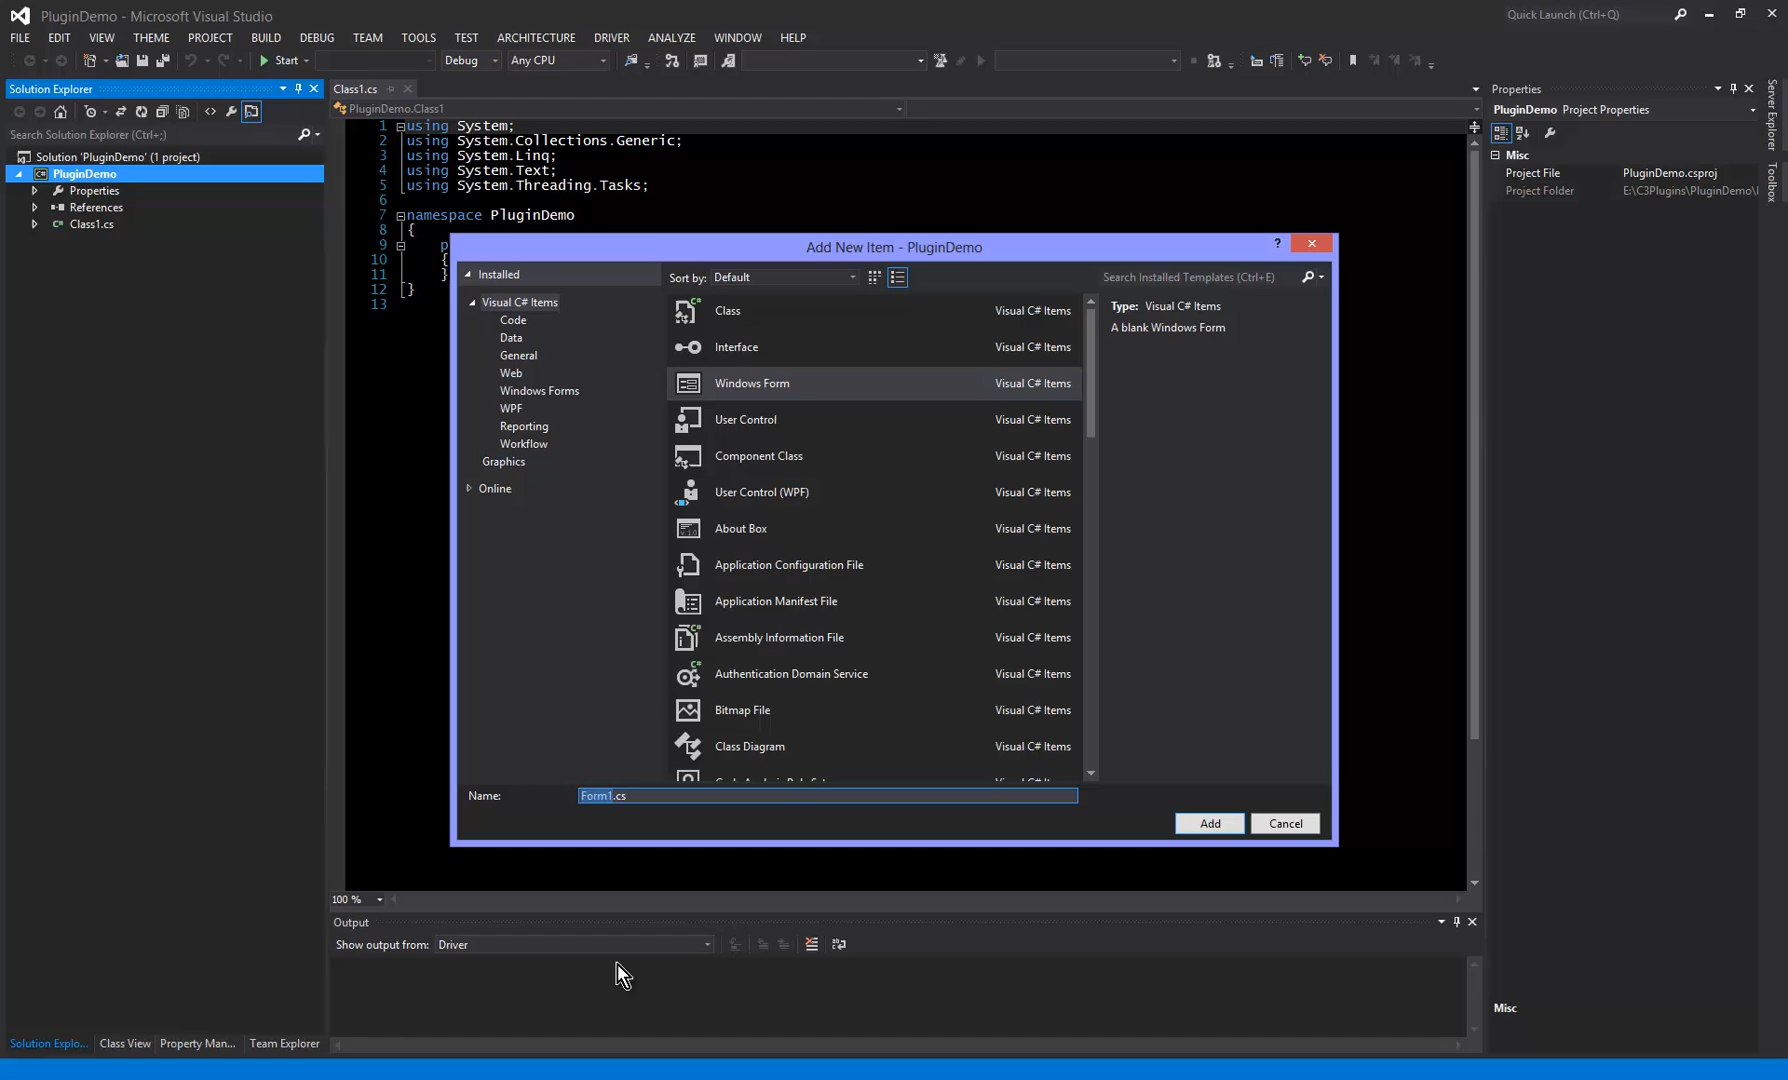 PluginDemo - Microsoft Visual Studio
Quick Launch (Ctrl+Q)
FILE EDIT VIEW THEME PROJECT BUILD DEBUG TEAM TOOLS TEST ARCHITECTURE DRIVER ANALYZE WINDOW HELP
Start Debug Any CPU
Solution Explorer
Search Solution Explorer (Ctrl+;)
Solution 'PluginDemo' (1 project)
PluginDemo
Properties
References
Class1.cs
Class1.cs
PluginDemo.Class1
1 using System;
2 using System.Collections.Generic;
3 using System.Linq;
4 using System.Text;
5 using System.Threading.Tasks;
6
7 namespace PluginDemo
8 {
9 p
10 {
11 }
12 }
13
Add New Item - PluginDemo
?
Installed
Visual C# Items
Code
Data
General
Web
Windows Forms
WPF
Reporting
Workflow
Graphics
Online
Sort by: Default
Search Installed Templates (Ctrl+E)
Class Visual C# Items
Interface Visual C# Items
Windows Form Visual C# Items
User Control Visual C# Items
Component Class Visual C# Items
User Control (WPF) Visual C# Items
About Box Visual C# Items
Application Configuration File Visual C# Items
Application Manifest File Visual C# Items
Assembly Information File Visual C# Items
Authentication Domain Service Visual C# Items
Bitmap File Visual C# Items
Class Diagram Visual C# Items
Type: Visual C# Items
A blank Windows Form
Name: Form1.cs
Add Cancel
100 %
Output
Show output from: Driver
Solution Explo... Class View Property Man... Team Explorer
Properties
PluginDemo Project Properties
Misc
Project File PluginDemo.csproj
Project Folder E:\C3Plugins\PluginDemo\
Misc
Server Explorer
Toolbox